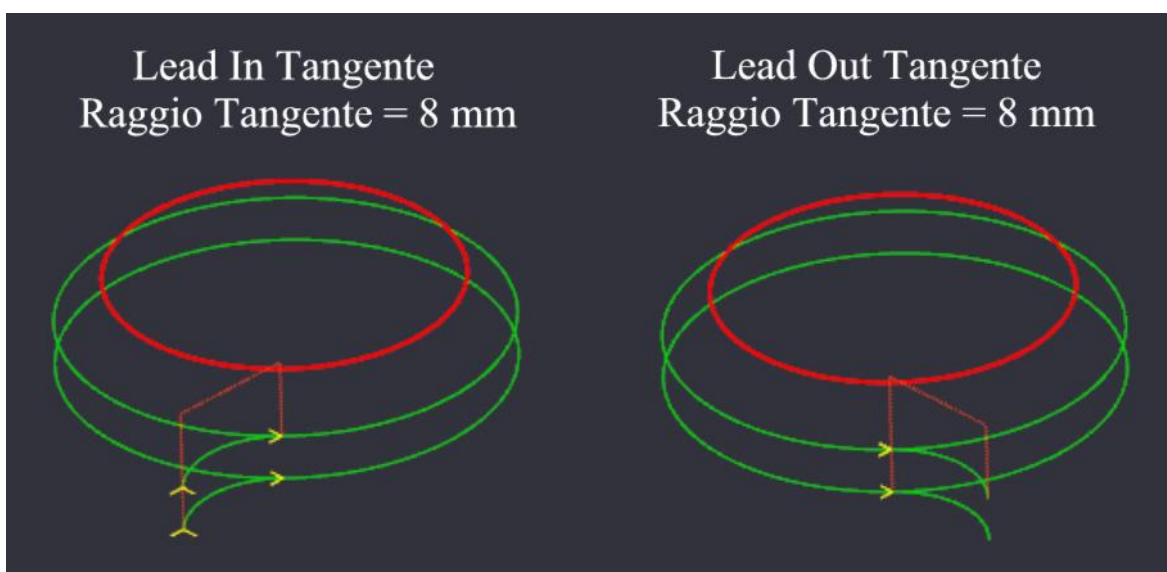 Lead In Tangente
Raggio Tangente = 8 mm
Lead Out Tangente
Raggio Tangente = 8 mm